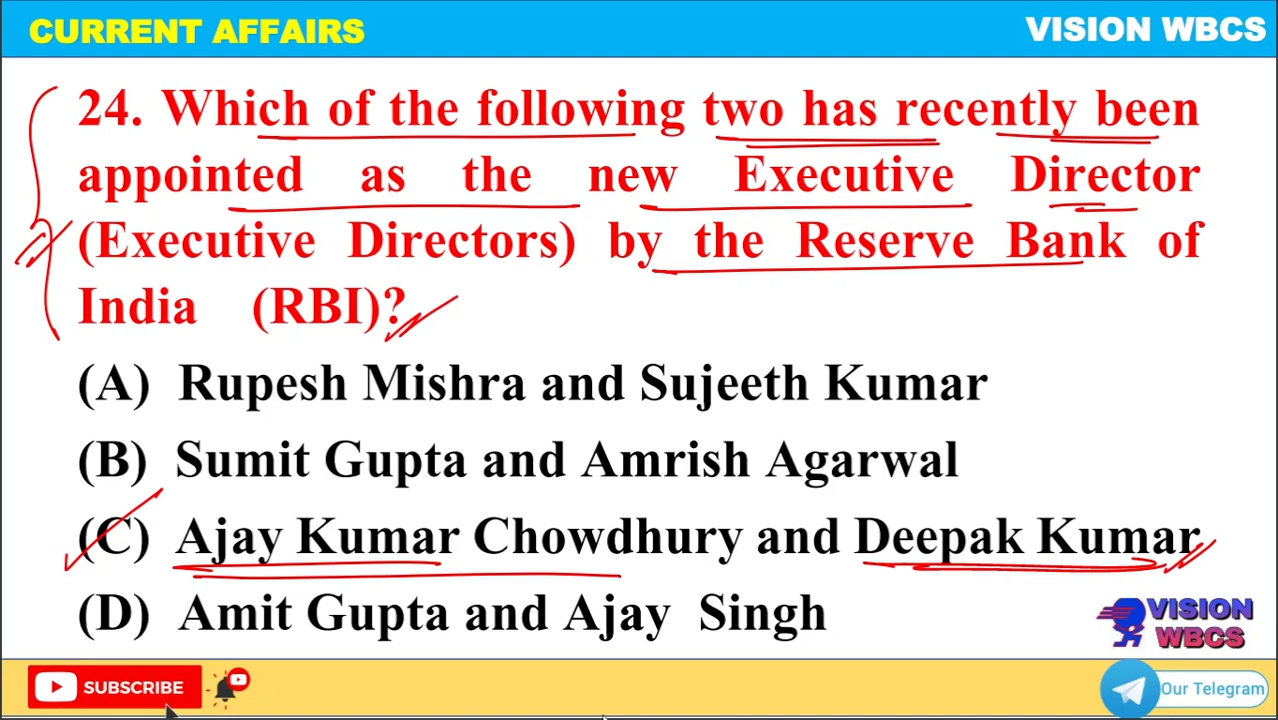 CURRENT AFFAIRS
VISION WBCS
24. Which of the following two has recently been
appointed as the new Executive Director
(Executive Directors) by the Reserve Bank of
India (RBI)?
(A) Rupesh Mishra and Sujeeth Kumar
(B) Sumit Gupta and Amrish Agarwal
(C) Ajay Kumar Chowdhury and Deepak Kumar
(D) Amit Gupta and Ajay Singh
VISION
WBCS
SUBSCRIBE
Our Telegram